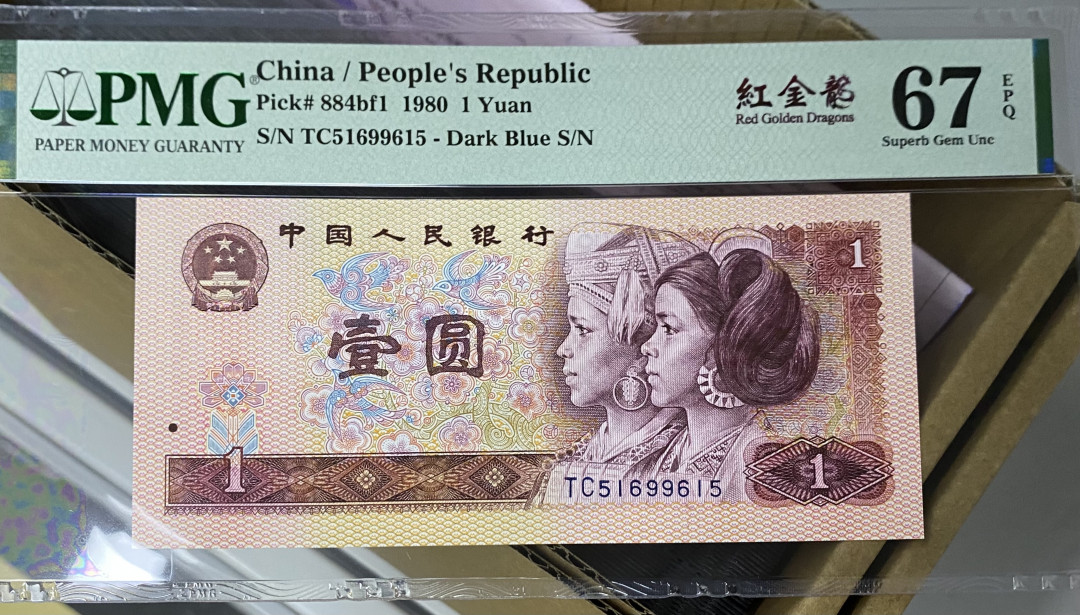 PMG®
PAPER MONEY GUARANTY
China / People's Republic
Pick# 884bf1 1980 1 Yuan
S/N TC51699615 - Dark Blue S/N
紅金龍
Red Golden Dragons
67
EPQ
Superb Gem Unc
中国人民银行
1
壹圆
1
TC51699615
1